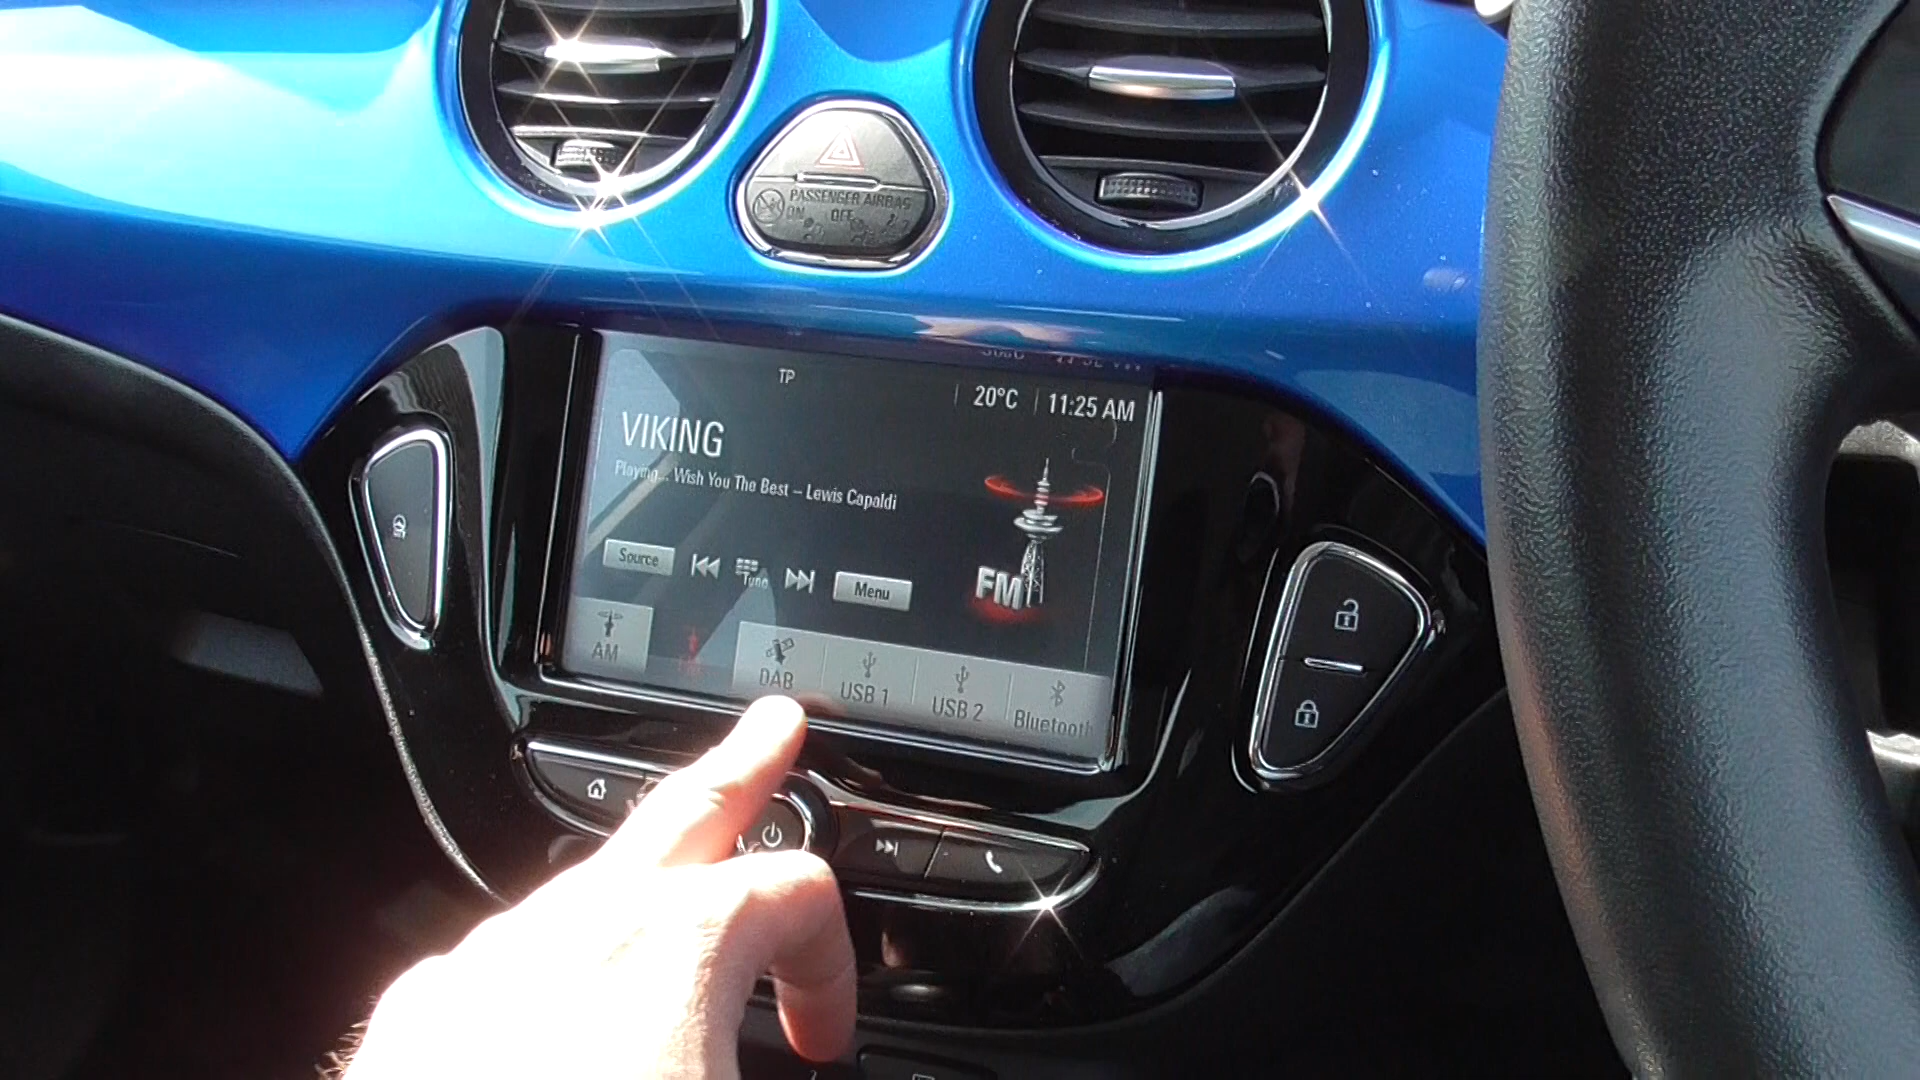 PASSENGER AIRBAG
ON OFF
TP
20°C
11:25 AM
VIKING
Playing... Wish You The Best – Lewis Capaldi
FM
Source
Tune
Menu
AM
DAB
USB 1
USB 2
Bluetooth